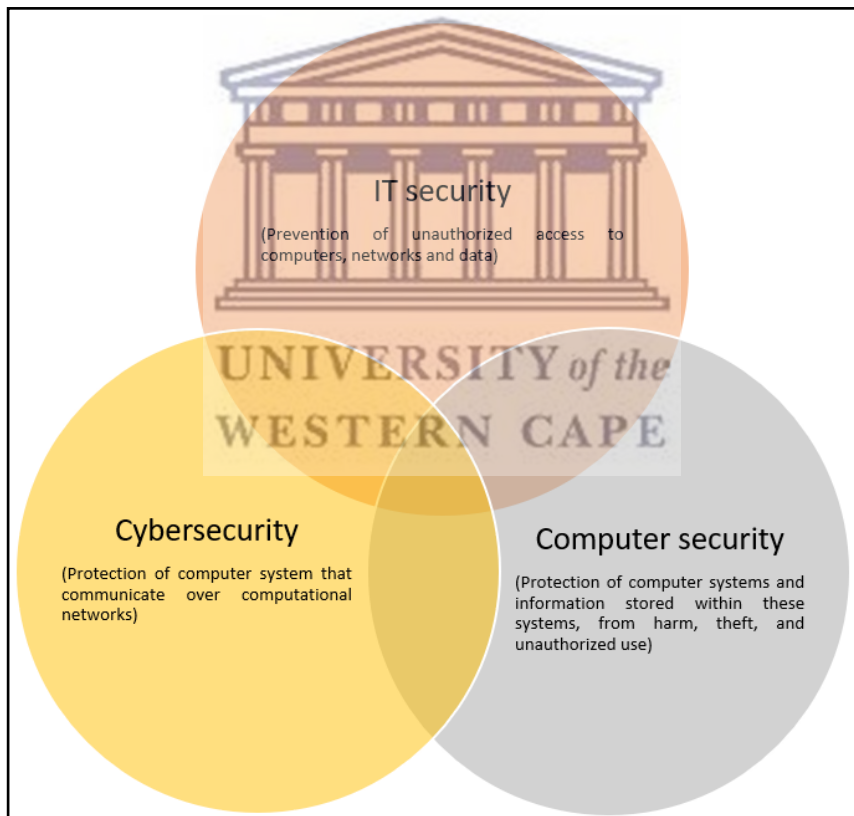 IT security
(Prevention of unauthorized access to
computers, networks and data)
UNIVERSITY of the
WESTERN CAPE
Cybersecurity
(Protection of computer system that
communicate over computational
networks)
Computer security
(Protection of computer systems and
information stored within these
systems, from harm, theft, and
unauthorized use)